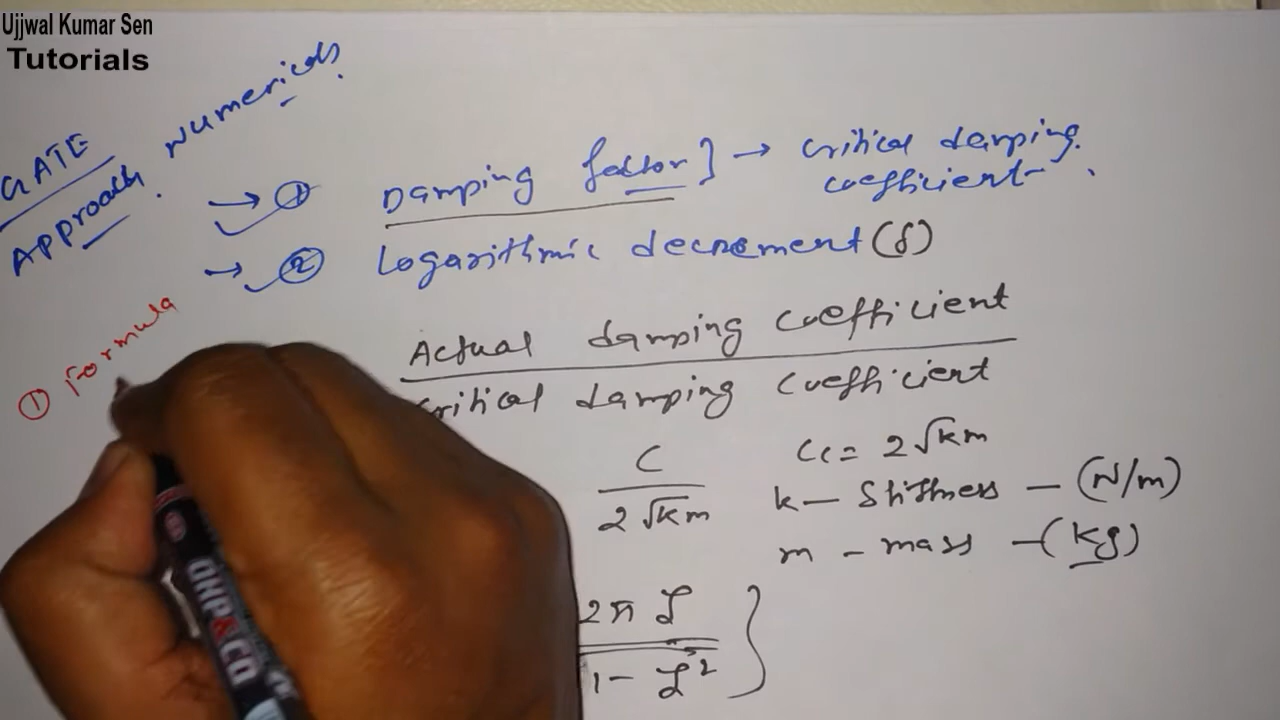 Ujjwal Kumar Sen
Tutorials
GATE
APProach Numericals.
→ ① Damping factor] → critical damping
coefficient.
→ ② Logarithmic decrement (δ)
① Formula
Actual damping coefficient
critical damping coefficient
C
2√km
Cc = 2√km
k — Stiffness — (N/m)
m — mass — (kg)
2π ξ
1 - ξ²